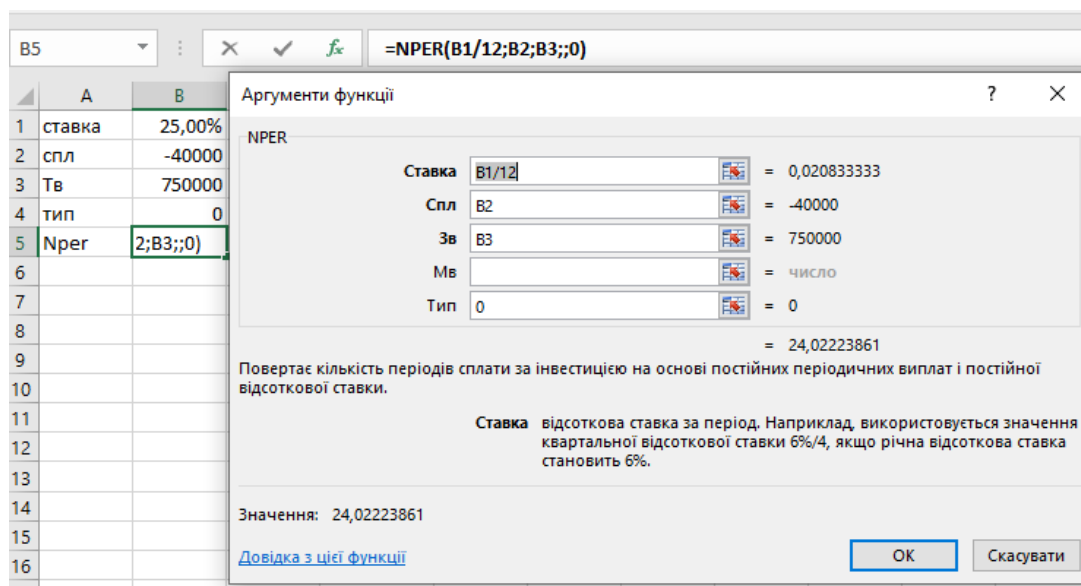 B5 fx =NPER(B1/12;B2;B3;;0)
A B Аргументи функції ? ×
1 ставка 25,00%
NPER
2 спл -40000
Ставка B1/12 = 0,020833333
3 Тв 750000
Спл B2 = -40000
4 тип 0
Зв B3 = 750000
5 Nper 2;B3;;0)
Мв = число
6
Тип 0 = 0
7
8
= 24,02223861
9
Повертає кількість періодів сплати за інвестицією на основі постійних періодичних виплат і постійної
10
відсоткової ставки.
11
Ставка відсоткова ставка за період. Наприклад, використовується значення
12
квартальної відсоткової ставки 6%/4, якщо річна відсоткова ставка
13
становить 6%.
14
Значення: 24,02223861
15
Довідка з цієї функції OK Скасувати
16